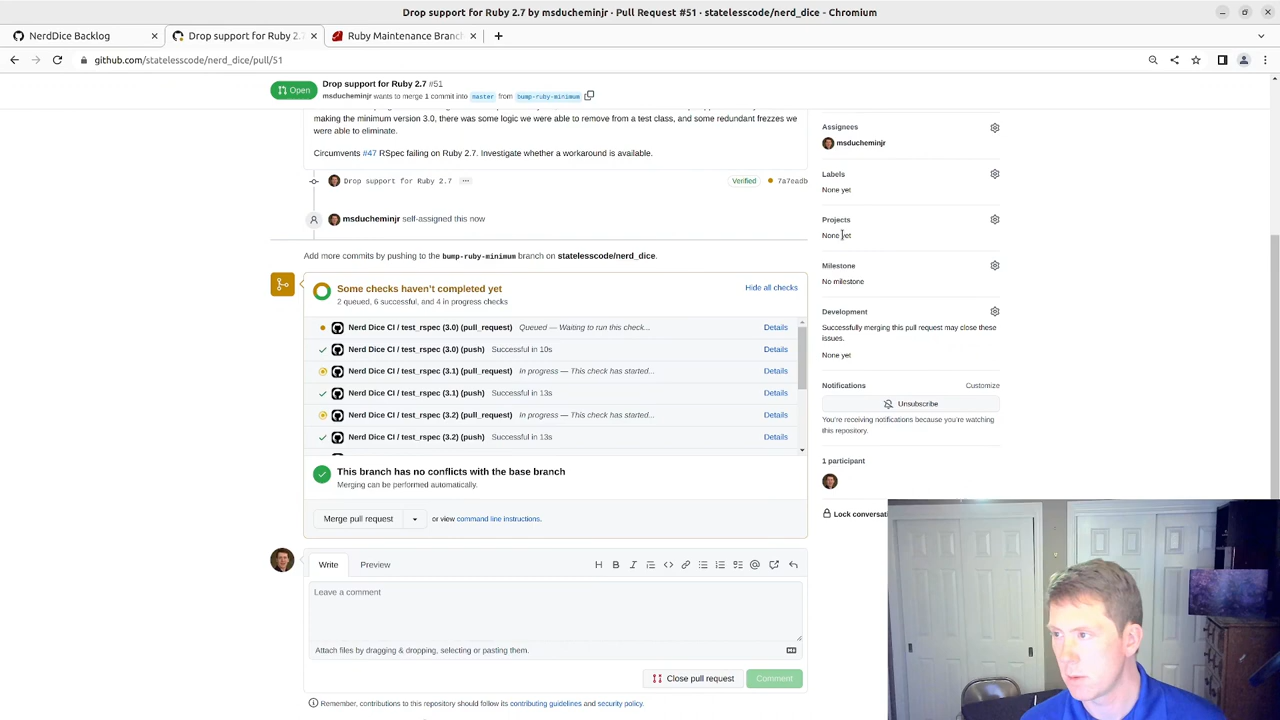 Drop support for Ruby 2.7 by msducheminjr · Pull Request #51 · statelesscode/nerd_dice - Chromium
NerdDice Backlog
Drop support for Ruby 2.7
Ruby Maintenance Branch
github.com/statelesscode/nerd_dice/pull/51
Open
Drop support for Ruby 2.7 #51
msducheminjr wants to merge 1 commit into master from bump-ruby-minimum
making the minimum version 3.0, there was some logic we were able to remove from a test class, and some redundant frezzes we
were able to eliminate.
Circumvents #47 RSpec failing on Ruby 2.7. Investigate whether a workaround is available.
Drop support for Ruby 2.7 ... Verified 7a7eadb
msducheminjr self-assigned this now
Add more commits by pushing to the bump-ruby-minimum branch on statelesscode/nerd_dice.
Some checks haven't completed yet
Hide all checks
2 queued, 6 successful, and 4 in progress checks
Nerd Dice CI / test_rspec (3.0) (pull_request) Queued — Waiting to run this check... Details
Nerd Dice CI / test_rspec (3.0) (push) Successful in 10s Details
Nerd Dice CI / test_rspec (3.1) (pull_request) In progress — This check has started... Details
Nerd Dice CI / test_rspec (3.1) (push) Successful in 13s Details
Nerd Dice CI / test_rspec (3.2) (pull_request) In progress — This check has started... Details
Nerd Dice CI / test_rspec (3.2) (push) Successful in 13s Details
This branch has no conflicts with the base branch
Merging can be performed automatically.
Merge pull request
or view command line instructions.
Write
Preview
Leave a comment
Attach files by dragging & dropping, selecting or pasting them.
Close pull request
Comment
Remember, contributions to this repository should follow its contributing guidelines and security policy.
Assignees
msducheminjr
Labels
None yet
Projects
None yet
Milestone
No milestone
Development
Successfully merging this pull request may close these
issues.
None yet
Notifications
Customize
Unsubscribe
You're receiving notifications because you're watching
this repository.
1 participant
Lock conversati